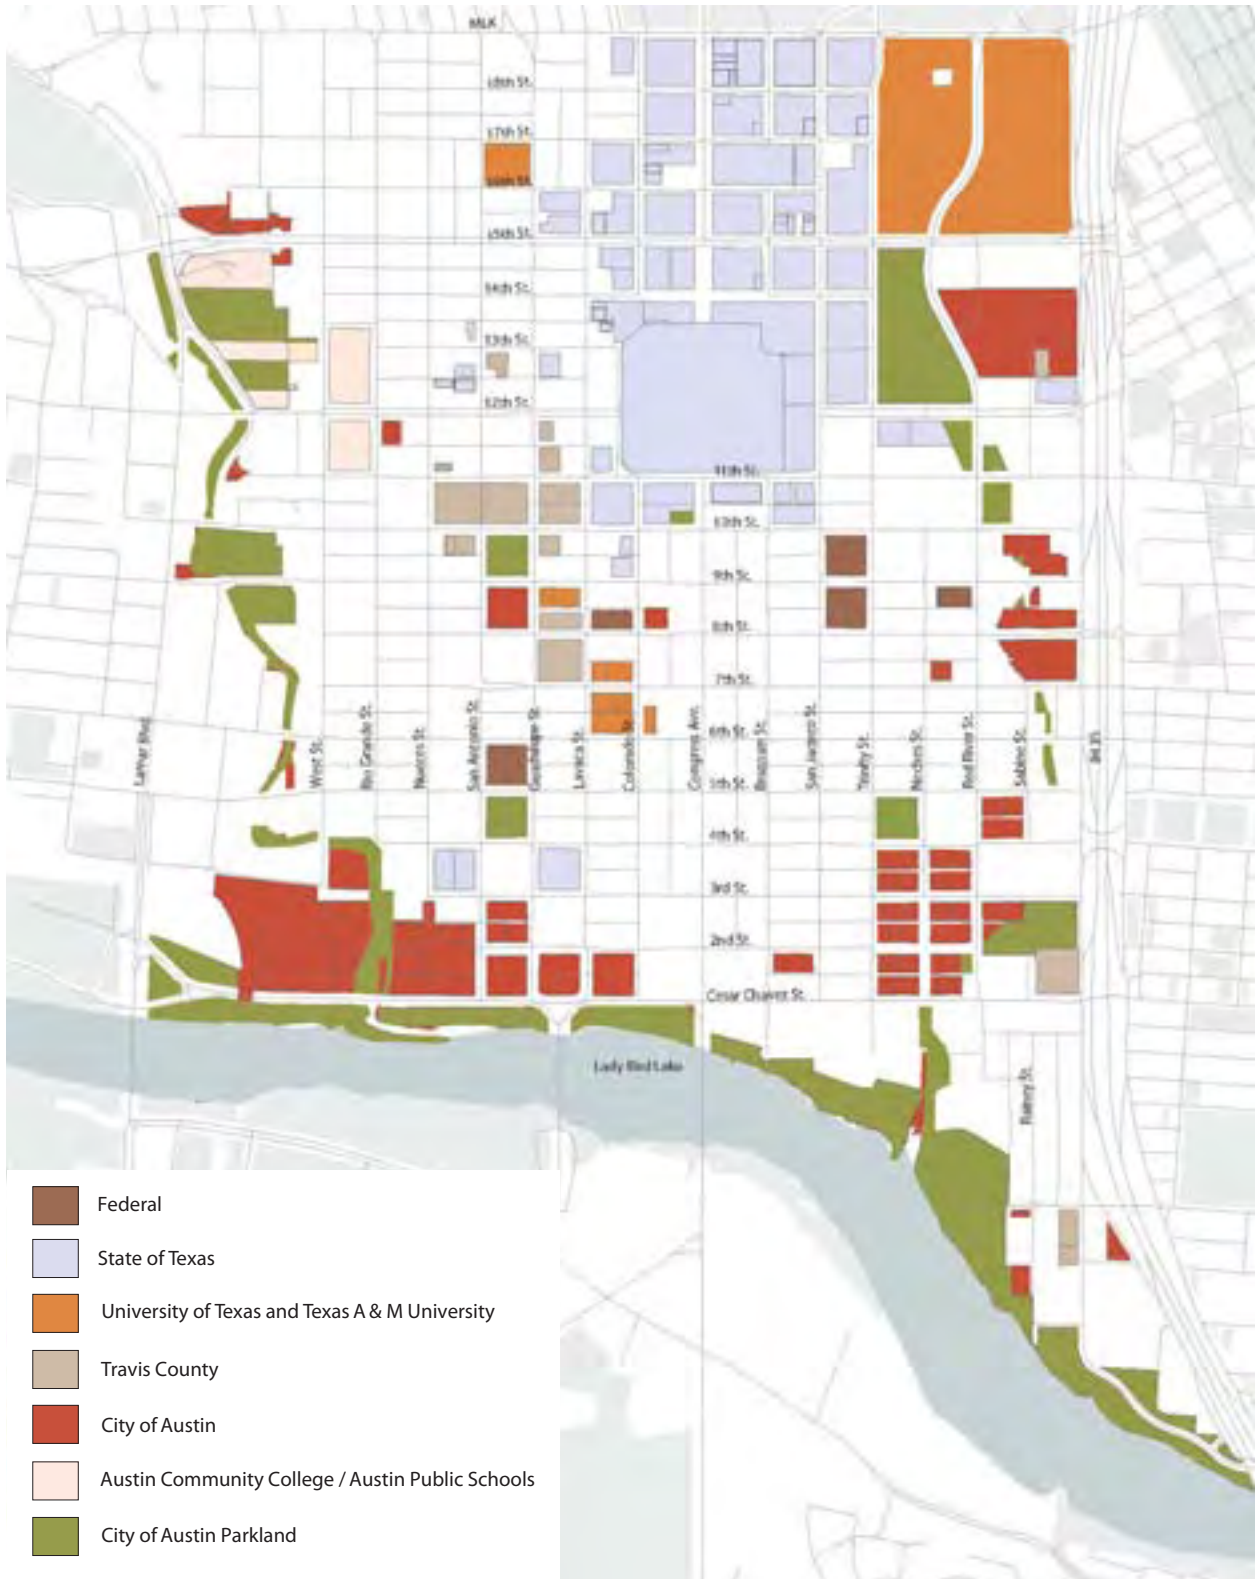 MLK
18th St.
17th St.
16th St.
15th St.
14th St.
13th St.
12th St.
11th St.
10th St.
9th St.
8th St.
7th St.
6th St.
5th St.
4th St.
3rd St.
2nd St.
Cesar Chavez St.
Lamar Blvd.
West St.
Rio Grande St.
Nueces St.
San Antonio St.
Guadalupe St.
Lavaca St.
Colorado St.
Congress Ave.
Brazos St.
San Jacinto St.
Trinity St.
Neches St.
Red River St.
Sabine St.
IH 35
Lady Bird Lake
Rainey St.
Federal
State of Texas
University of Texas and Texas A & M University
Travis County
City of Austin
Austin Community College / Austin Public Schools
City of Austin Parkland